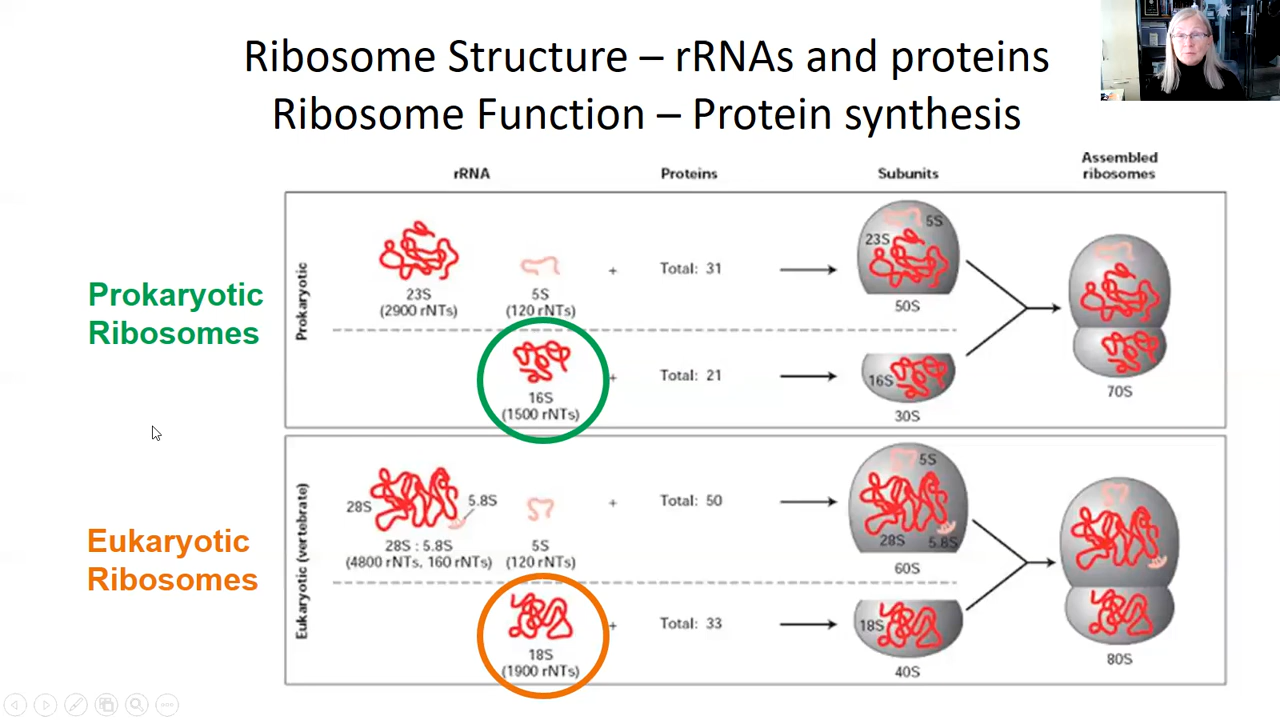 Ribosome Structure – rRNAs and proteins
Ribosome Function – Protein synthesis
rRNA
Proteins
Subunits
Assembled
ribosomes
Prokaryotic
Ribosomes
Prokaryotic
23S
(2900 rNTs)
5S
(120 rNTs)
+
Total: 31
5S
23S
50S
16S
(1500 rNTs)
+
Total: 21
16S
30S
70S
Eukaryotic
Ribosomes
Eukaryotic (vertebrate)
28S
5.8S
28S : 5.8S
(4800 rNTs, 160 rNTs)
5S
(120 rNTs)
+
Total: 50
5S
28S
5.8S
60S
18S
(1900 rNTs)
+
Total: 33
18S
40S
80S